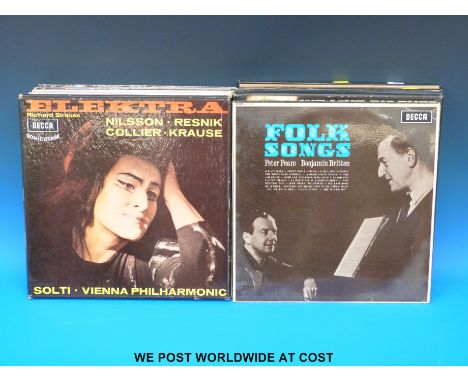 ELEKTRA
Richard Strauss
DECCA
NILSSON · RESNIK
COLLIER · KRAUSE
SOLTI · VIENNA PHILHARMONIC
DECCA
FOLK
SONGS
Peter Pears · Benjamin Britten
WE POST WORLDWIDE AT COST